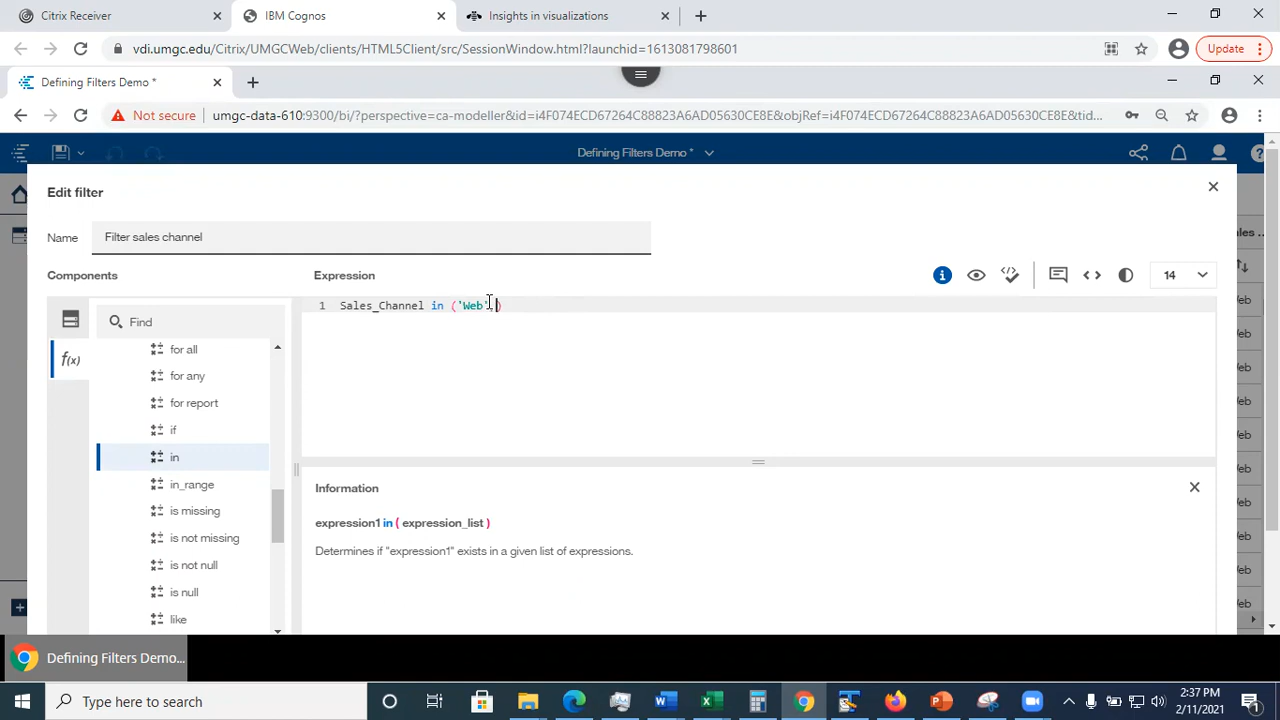 Citrix Receiver
IBM Cognos
Insights in visualizations
vdi.umgc.edu/Citrix/UMGCWeb/clients/HTML5Client/src/SessionWindow.html?launchid=1613081798601
Update
Defining Filters Demo *
Not secure
umgc-data-610:9300/bi/?perspective=ca-modeller&id=i4F074ECD67264C88823A6AD05630CE8E&objRef=i4F074ECD67264C88823A6AD05630CE8E&tid...
Defining Filters Demo *
Edit filter
Name
Filter sales channel
Sales ...
Components
Expression
14
1 Sales_Channel in ('Web',)
Find
for all
for any
f(x)
for report
if
in
in_range
Information
is missing
expression1 in ( expression_list )
is not missing
Determines if "expression1" exists in a given list of expressions.
is not null
is null
like
Web
Web
Web
Web
Defining Filters Demo...
Type here to search
2:37 PM
2/11/2021